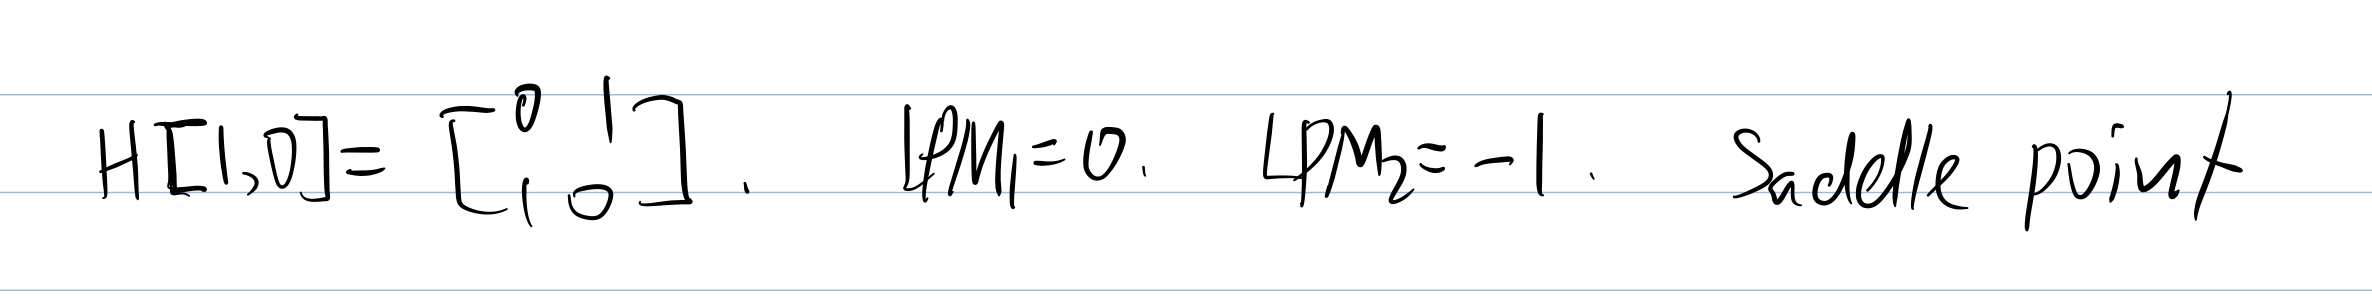 H[1,0] = [0 1; 1 0]. LPM₁ = 0. LPM₂ = -1. Saddle point